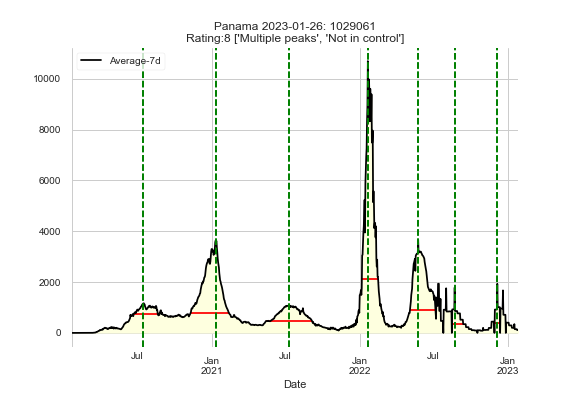 Panama 2023-01-26: 1029061
Rating:8 ['Multiple peaks', 'Not in control']
Average-7d
10000
8000
6000
4000
2000
0
Jul
Jan
2021
Jul
Jan
2022
Jul
Jan
2023
Date